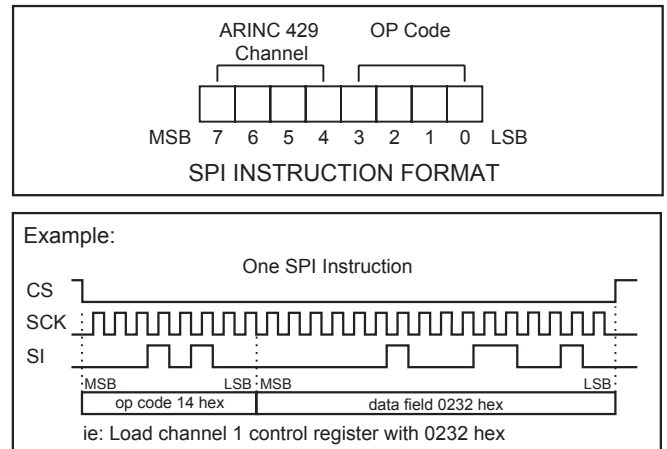 ARINC 429 OP Code
Channel
MSB 7 6 5 4 3 2 1 0 LSB
SPI INSTRUCTION FORMAT
Example:
One SPI Instruction
CS
SCK
SI
MSB LSB MSB LSB
op code 14 hex data field 0232 hex
ie: Load channel 1 control register with 0232 hex